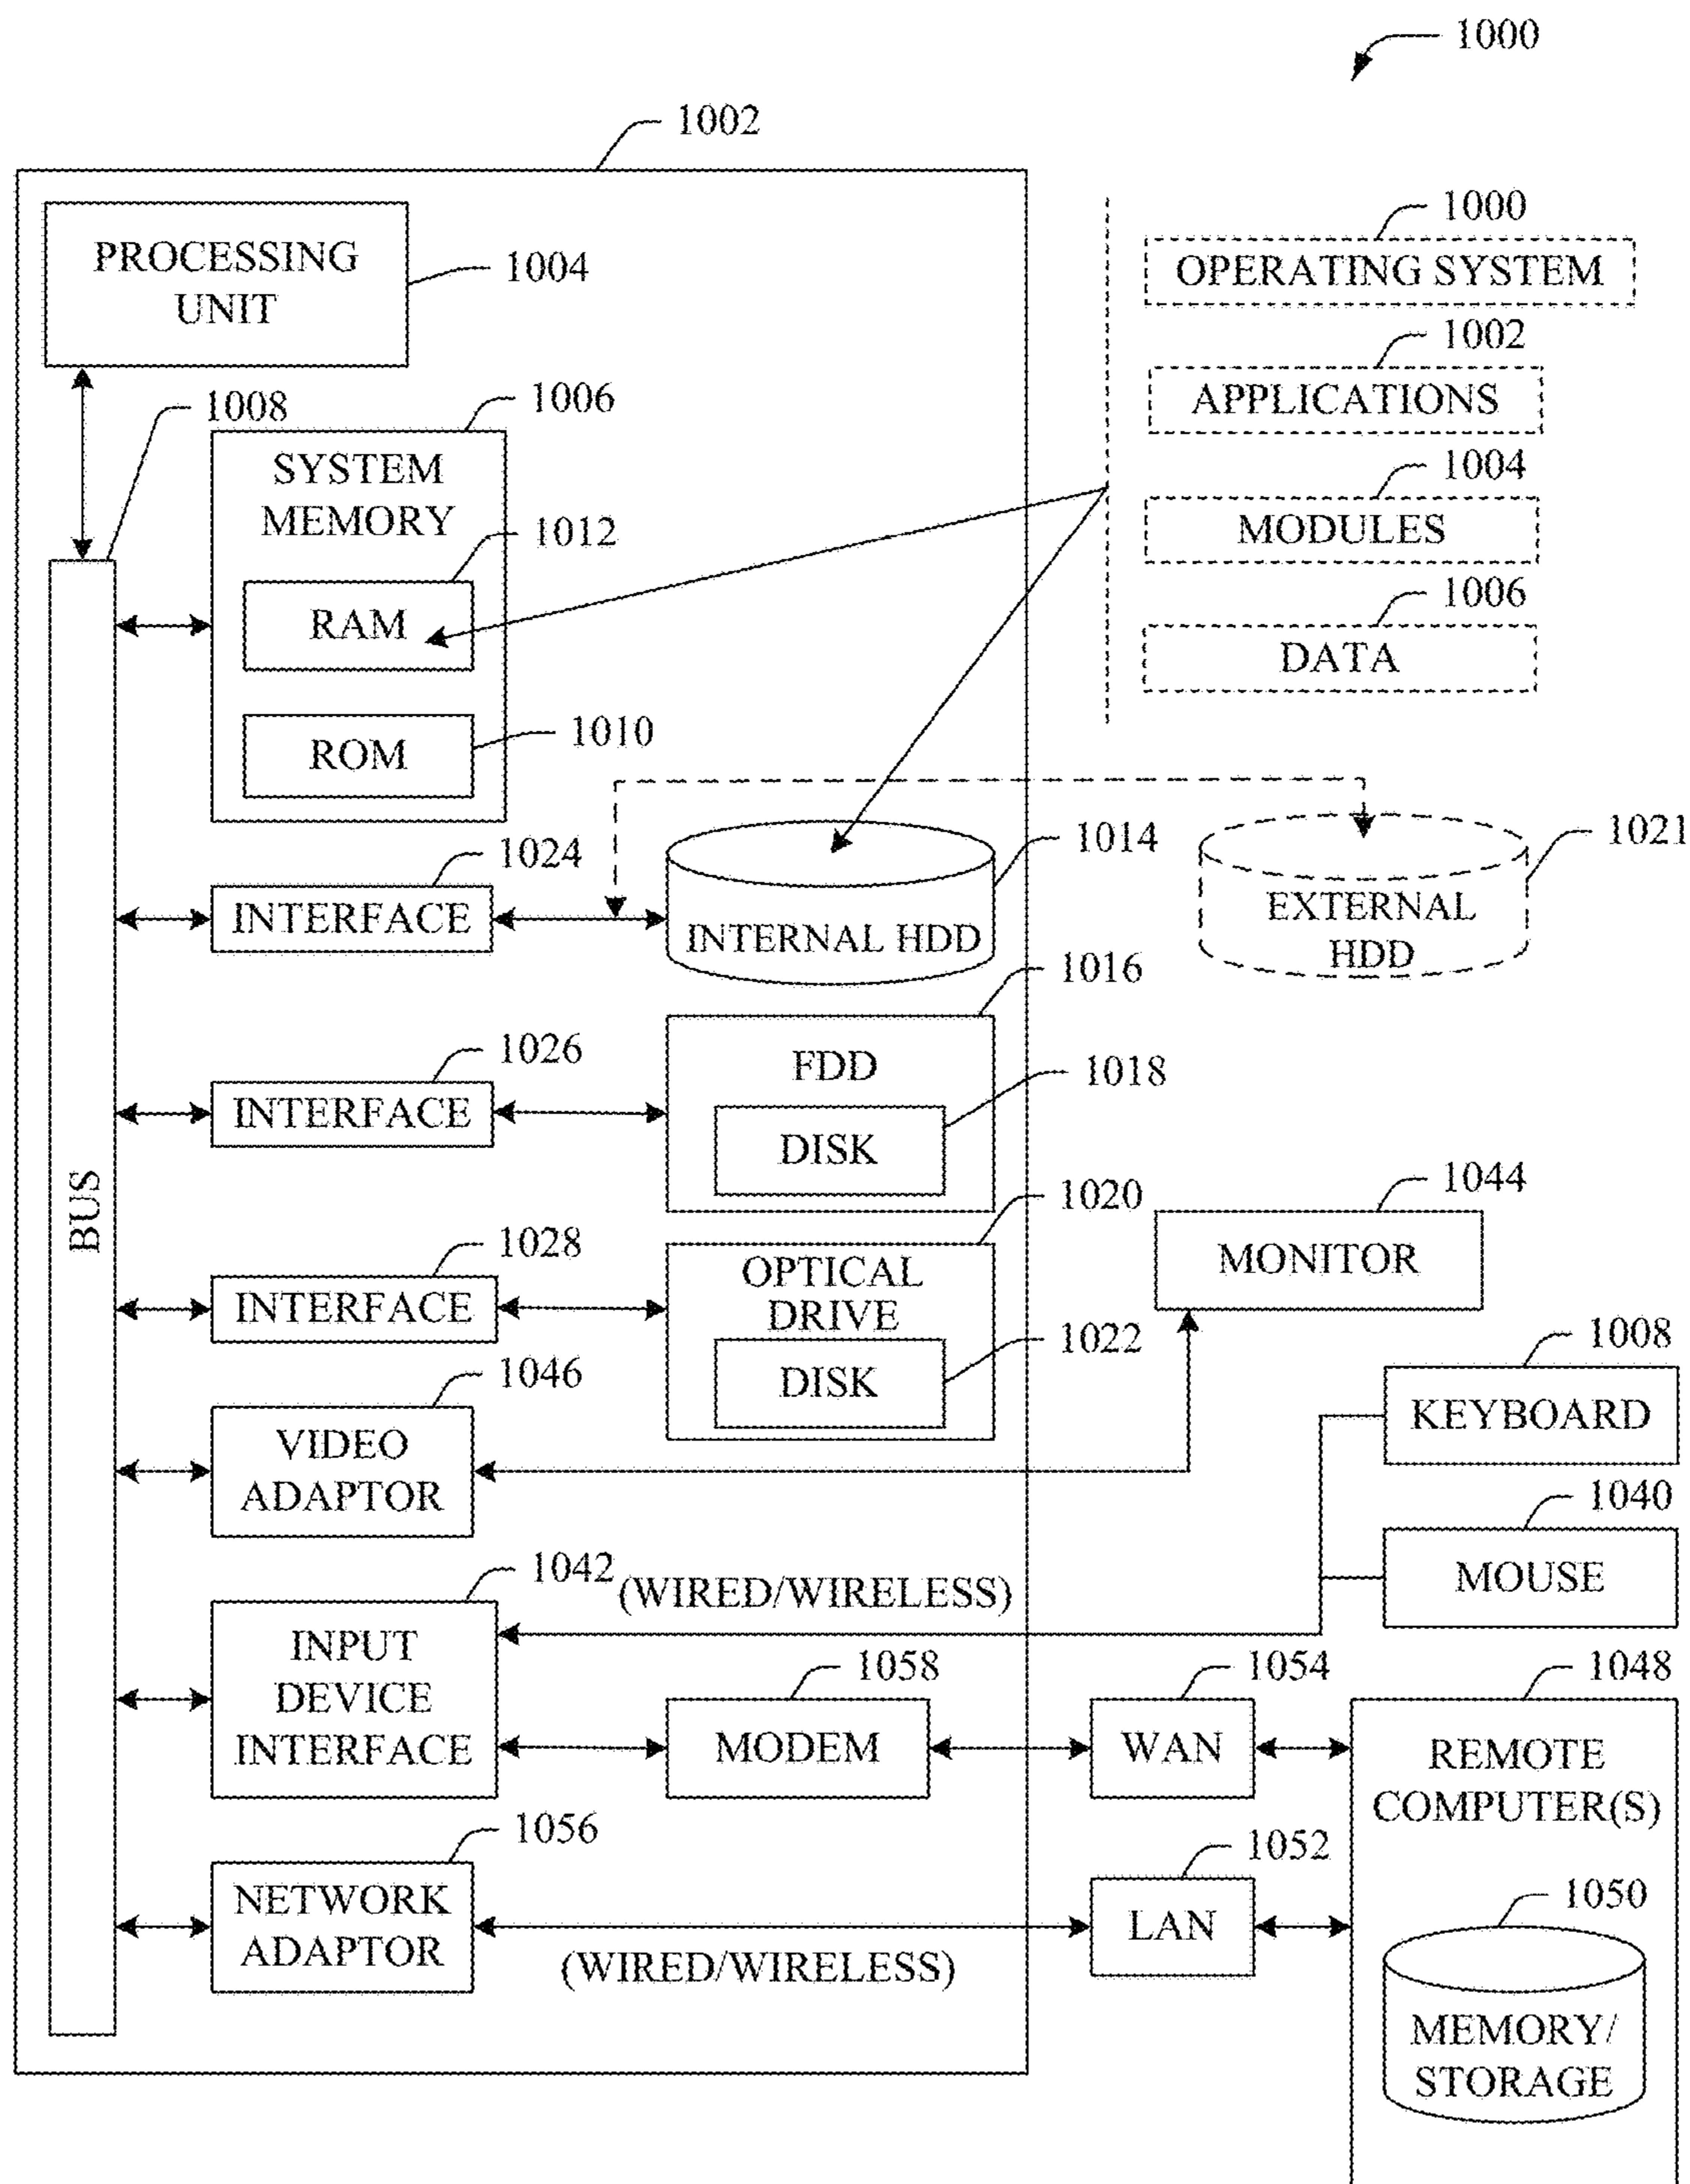 1000
1002
PROCESSING
UNIT
1004
1000
OPERATING SYSTEM
1002
APPLICATIONS
1004
MODULES
1006
DATA
1008
1006
SYSTEM
MEMORY
1012
RAM
1010
ROM
1024
INTERFACE
1014
INTERNAL HDD
1021
EXTERNAL
HDD
1026
INTERFACE
1016
FDD
1018
DISK
BUS
1028
INTERFACE
1020
OPTICAL
DRIVE
1022
DISK
1044
MONITOR
1046
VIDEO
ADAPTOR
1008
KEYBOARD
1040
MOUSE
1042
(WIRED/WIRELESS)
INPUT
DEVICE
INTERFACE
1058
MODEM
1054
WAN
1048
REMOTE
COMPUTER(S)
1056
NETWORK
ADAPTOR
(WIRED/WIRELESS)
1052
LAN
1050
MEMORY/
STORAGE